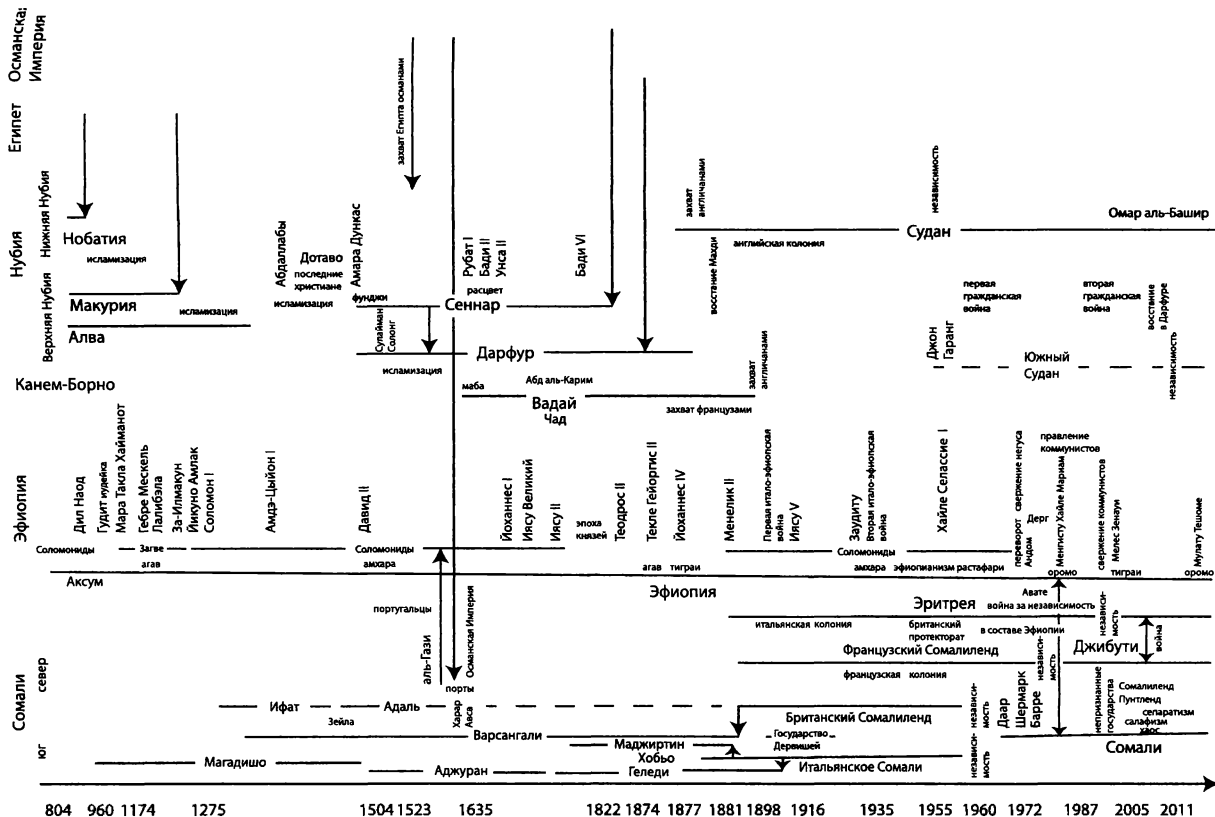 Османска
Империя
Египет
захват Египта османами
Нубия
Нижняя Нубия
Верхняя Нубия
Нобатия
исламизация
Макурия
исламизация
Алва
Абдаллабы
Дотаво
последние
христиане
исламизация
Амара Дункас
фунджи
Рубат I
Бади II
Унса II
расцвет
Сеннар
Бади VI
Сулайман
Солонг
Дарфур
исламизация
захват
англичанами
восстание Махди
английская колония
независимость
Судан
Омар аль-Башир
первая
гражданская
война
вторая
гражданская
война
восстание
в Дарфуре
Джон
Гаранг
Южный
Судан
независимость
Канем-Борно
маба
Абд аль-Карим
Вадай
Чад
захват французами
захват
англичанами
Эфиопия
Дил Наод
Гудит иудейка
Мара Такла Хайманот
Гебре Мескель
Лалибэла
За-Илмакун
Йикуно Амлак
Соломон I
Амдэ-Цыйон I
Давид II
Йоханнес I
Иясу Великий
Иясу II
эпоха
князей
Теодрос II
Текле Гейоргис II
Йоханнес IV
Менелик II
Первая итало-эфиопская
война
Иясу V
Заудиту
Вторая итало-эфиопская
война
Хайле Селассие I
переворот
свержение негуса
Андом
Дерг
правление
коммунистов
Менгисту Хайле Мариам
свержение коммунистов
Мелес Зенауи
Мулату Тешоме
Соломониды
Загве
Соломониды
Соломониды
агав
амхара
агав
тиграи
амхара
эфиопианизм растафари
оромо
тиграи
оромо
Аксум
Эфиопия
португальцы
аль-Гази
Османская Империя
порты
Эритрея
Авате
война за независимость
итальянская колония
британский
протекторат
в составе Эфиопии
независи-
мость
Французский Сомалиленд
французская колония
независи-
мость
Джибути
война
Сомали
север
юг
Ифат
Зейла
Адаль
Харар
Авса
Варсангали
Британский Сомалиленд
Государство
Дервишей
независи-
мость
Даар
Шермарк
Барре
непризнанные
государства
Сомалиленд
Пунтленд
сепаратизм
салафизм
хаос
Маджиртин
Хобьо
Сомали
Магадишо
Аджуран
Геледи
Итальянское Сомали
независи-
мость
804 960 1174 1275 1504 1523 1635 1822 1874 1877 1881 1898 1916 1935 1955 1960 1972 1987 2005 2011